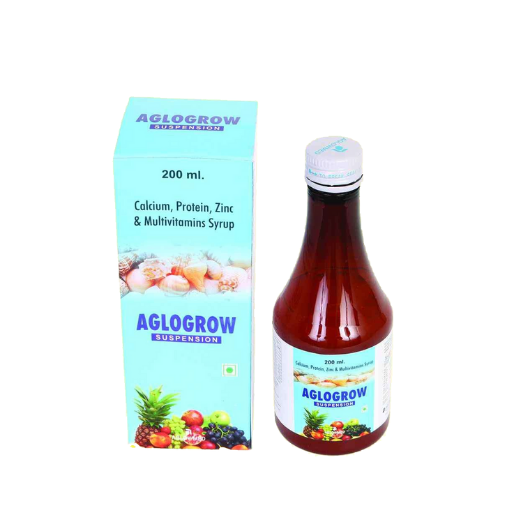 AGLOGROW
SUSPENSION
200 ml.
Calcium, Protein, Zinc
& Multivitamins Syrup
AGLOGROW
SUSPENSION
200 ml.
Calcium, Protein, Zinc & Multivitamins Syrup
AGLOGROW
SUSPENSION